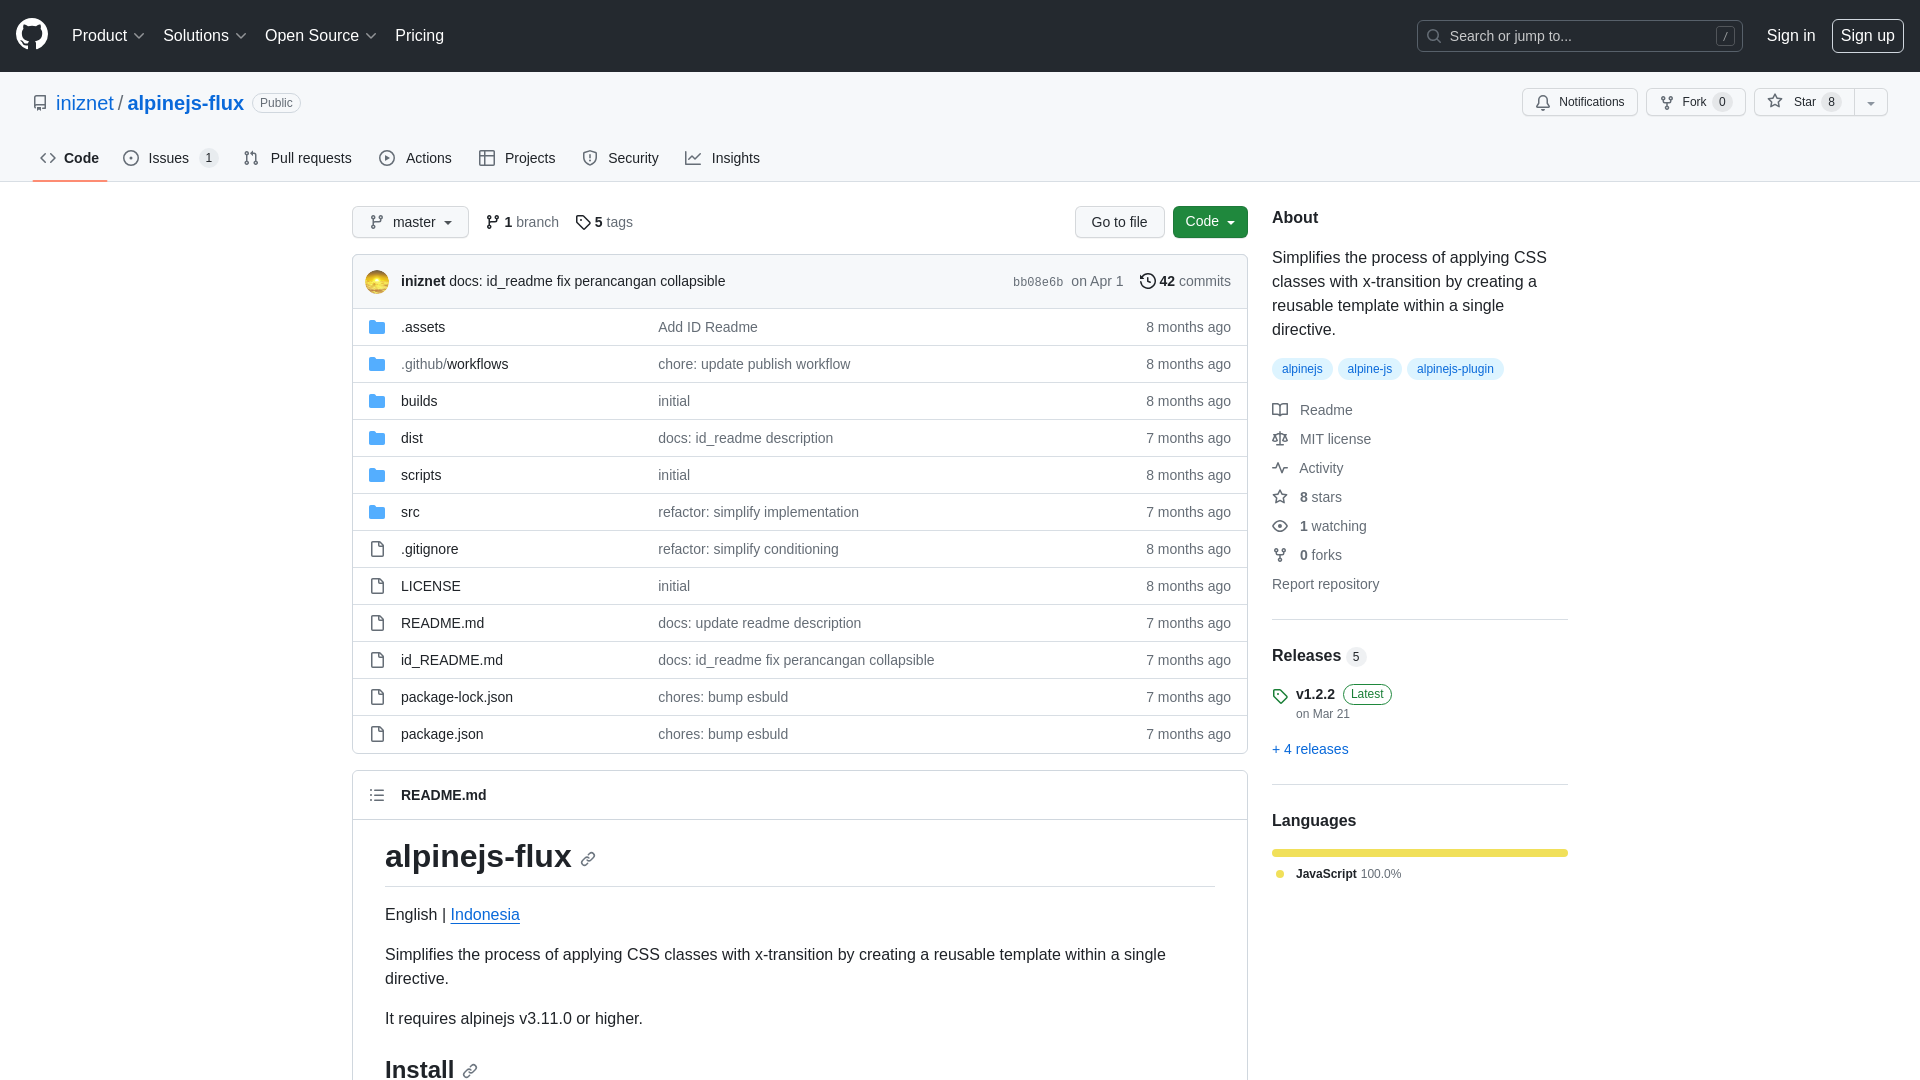 Product Solutions Open Source Pricing Search or jump to... / Sign in Sign up
iniznet / alpinejs-flux Public Notifications Fork 0 Star 8
Code Issues 1 Pull requests Actions Projects Security Insights
master 1 branch 5 tags Go to file Code
iniznet docs: id_readme fix perancangan collapsible bb08e6b on Apr 1 42 commits
.assets Add ID Readme 8 months ago
.github/workflows chore: update publish workflow 8 months ago
builds initial 8 months ago
dist docs: id_readme description 7 months ago
scripts initial 8 months ago
src refactor: simplify implementation 7 months ago
.gitignore refactor: simplify conditioning 8 months ago
LICENSE initial 8 months ago
README.md docs: update readme description 7 months ago
id_README.md docs: id_readme fix perancangan collapsible 7 months ago
package-lock.json chores: bump esbuld 7 months ago
package.json chores: bump esbuld 7 months ago
README.md
alpinejs-flux
English | Indonesia
Simplifies the process of applying CSS classes with x-transition by creating a reusable template within a single
directive.
It requires alpinejs v3.11.0 or higher.
Install
About
Simplifies the process of applying CSS
classes with x-transition by creating a
reusable template within a single
directive.
alpinejs alpine-js alpinejs-plugin
Readme
MIT license
Activity
8 stars
1 watching
0 forks
Report repository
Releases 5
v1.2.2 Latest
on Mar 21
+ 4 releases
Languages
JavaScript 100.0%